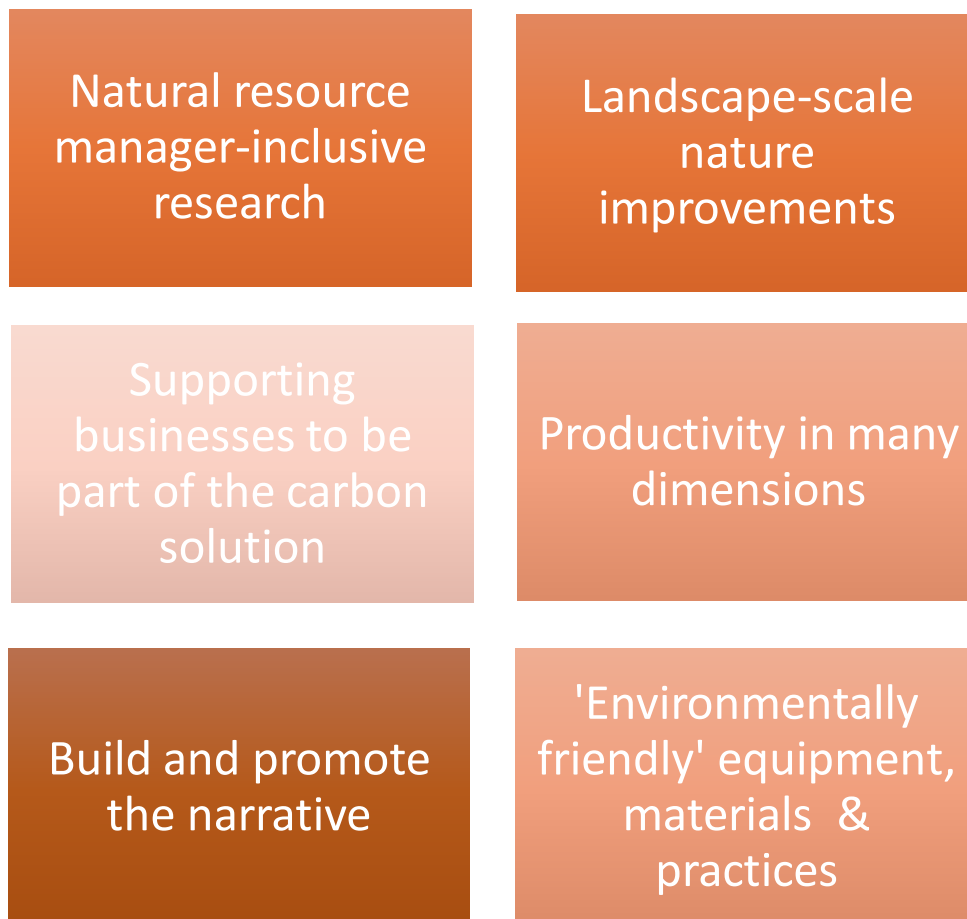 Natural resource
manager-inclusive
research
Landscape-scale
nature
improvements
Supporting
businesses to be
part of the carbon
solution
Productivity in many
dimensions
Build and promote
the narrative
'Environmentally
friendly' equipment,
materials  &
practices